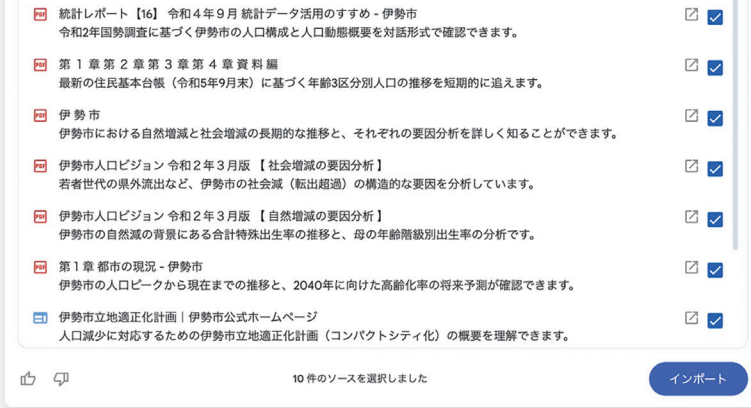 統計レポート【16】 令和4年9月 統計データ活用のすすめ - 伊勢市
令和2年国勢調査に基づく伊勢市の人口構成と人口動態概要を対話形式で確認できます。
第 1 章 第 2 章 第 3 章 第 4 章 資 料 編
最新の住民基本台帳（令和5年9月末）に基づく年齢3区分別人口の推移を短期的に追えます。
伊 勢 市
伊勢市における自然増減と社会増減の長期的な推移と、それぞれの要因分析を詳しく知ることができます。
伊勢市人口ビジョン 令和２年３月版 【 社会増減の要因分析 】
若者世代の県外流出など、伊勢市の社会減（転出超過）の構造的な要因を分析しています。
伊勢市人口ビジョン 令和２年３月版 【 自然増減の要因分析 】
伊勢市の自然減の背景にある合計特殊出生率の推移と、母の年齢階級別出生率の分析です。
第１章 都市の現況 - 伊勢市
伊勢市の人口ピークから現在までの推移と、2040年に向けた高齢化率の将来予測が確認できます。
伊勢市立地適正化計画｜伊勢市公式ホームページ
人口減少に対応するための伊勢市立地適正化計画（コンパクトシティ化）の概要を理解できます。
10 件のソースを選択しました
インポート